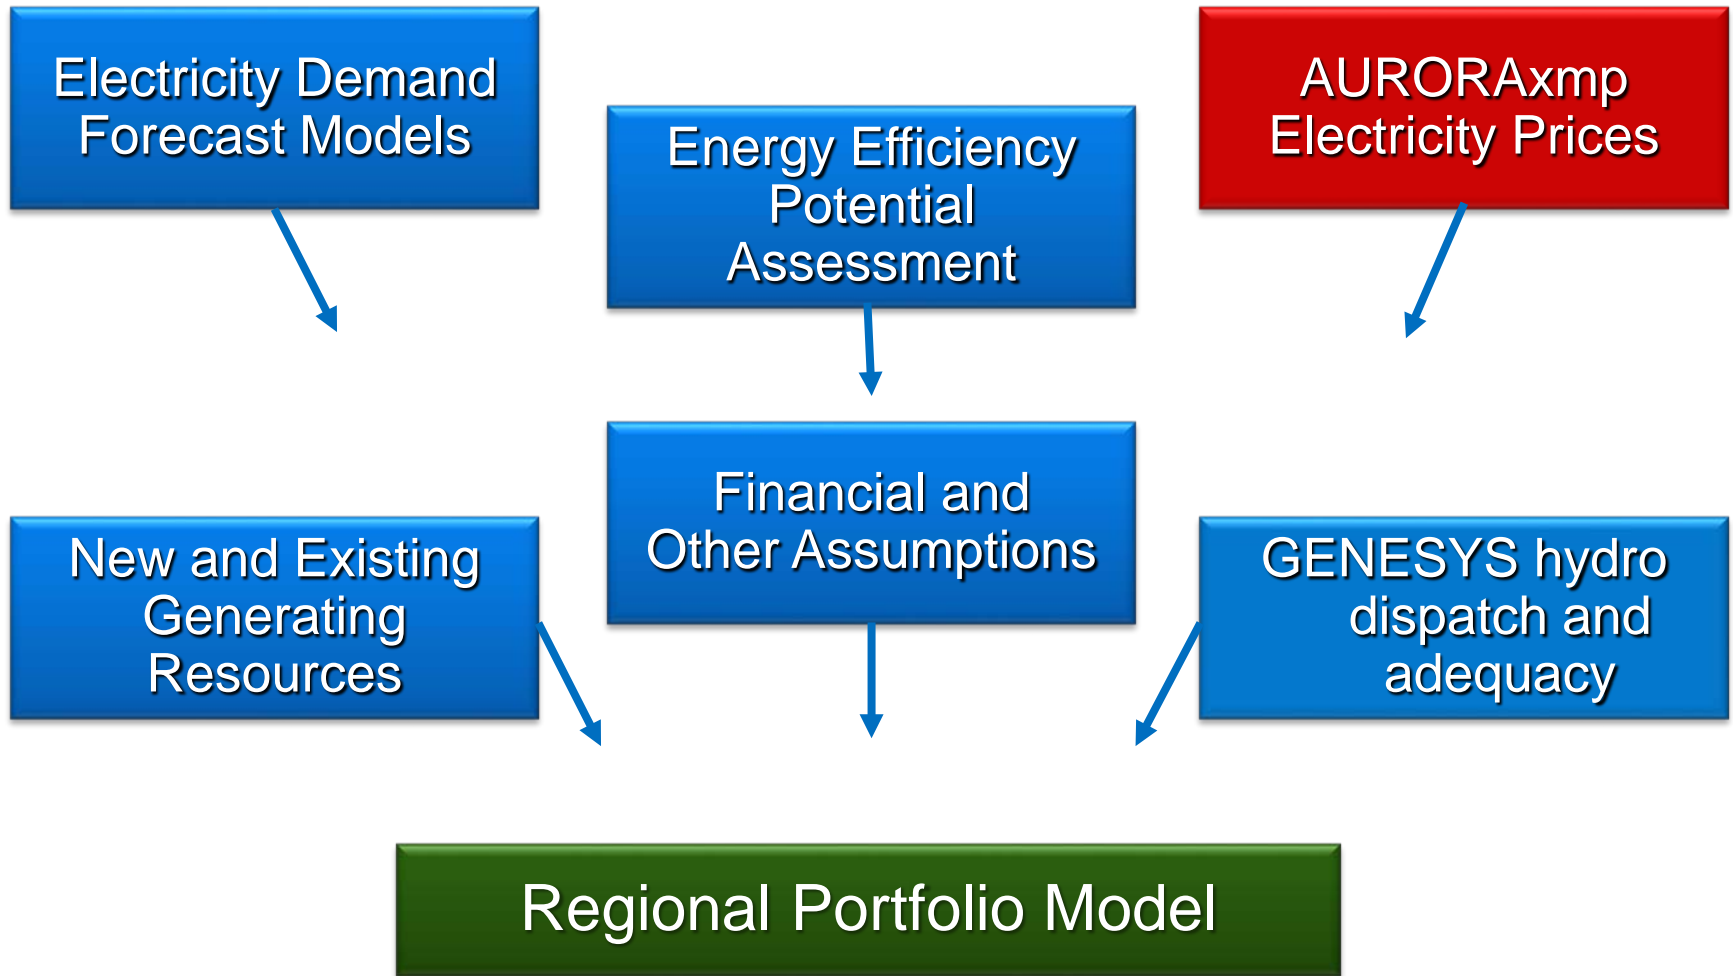 Electricity Demand
Forecast Models
Energy Efficiency
Potential
Assessment
AURORAxmp
Electricity Prices
New and Existing
Generating
Resources
Financial and
Other Assumptions
GENESYS hydro
dispatch and
adequacy
Regional Portfolio Model